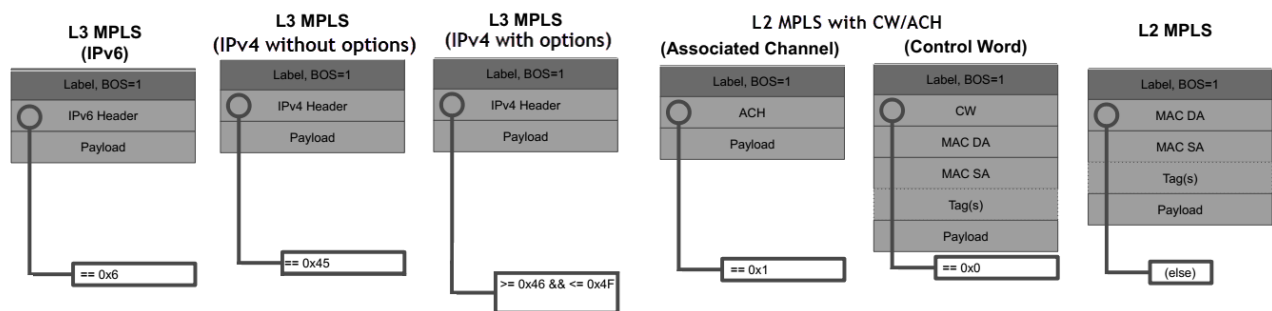 L3 MPLS
(IPv6)
Label, BOS=1
IPv6 Header
Payload
== 0x6
L3 MPLS
(IPv4 without options)
Label, BOS=1
IPv4 Header
Payload
== 0x45
L3 MPLS
(IPv4 with options)
Label, BOS=1
IPv4 Header
Payload
>= 0x46 && <= 0x4F
L2 MPLS with CW/ACH
(Associated Channel)
Label, BOS=1
ACH
Payload
== 0x1
(Control Word)
Label, BOS=1
CW
MAC DA
MAC SA
Tag(s)
Payload
== 0x0
L2 MPLS
Label, BOS=1
MAC DA
MAC SA
Tag(s)
Payload
(else)